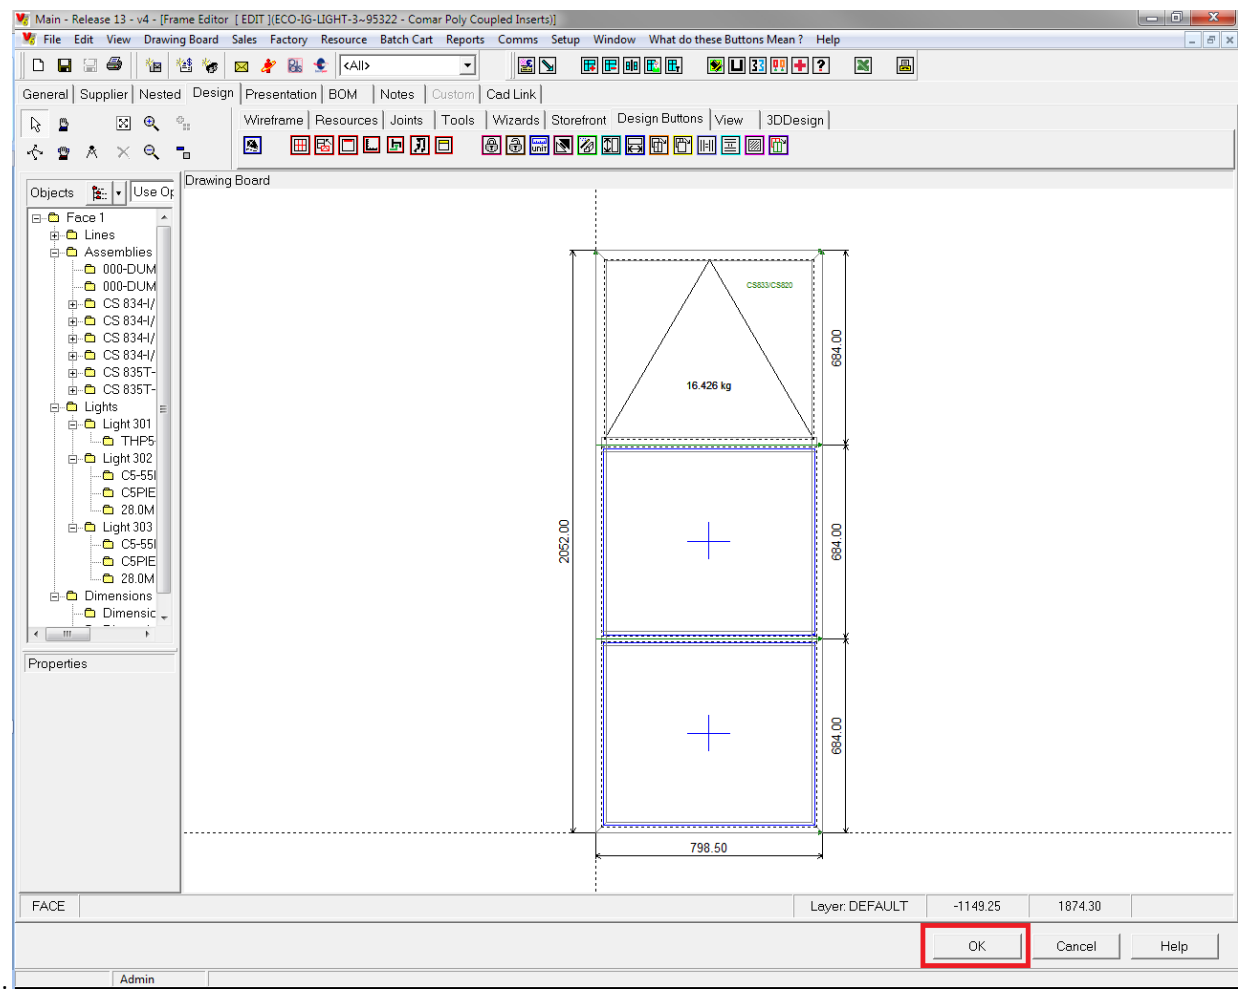 Main - Release 13 - v4 - [Frame Editor [ EDIT ](ECO-IG-LIGHT-3~95322 - Comar Poly Coupled Inserts)]
File Edit View Drawing Board Sales Factory Resource Batch Cart Reports Comms Setup Window What do these Buttons Mean ? Help
<All>
General Supplier Nested Design Presentation BOM Notes Custom Cad Link
Wireframe Resources Joints Tools Wizards Storefront Design Buttons View 3DDesign
unit
Objects Use Op
Drawing Board
Face 1
Lines
Assemblies
000-DUM
000-DUM
CS 834-I/
CS 834-I/
CS 834-I/
CS 834-I/
CS 835T-
CS 835T-
Lights
Light 301
THP5-
Light 302
C5-55I
C5PIE
28.0M
Light 303
C5-55I
C5PIE
28.0M
Dimensions
Dimensic
Properties
CS833/CS820
16.426 kg
684.00
2052.00
684.00
684.00
798.50
FACE Layer: DEFAULT -1149.25 1874.30
OK Cancel Help
Admin
.